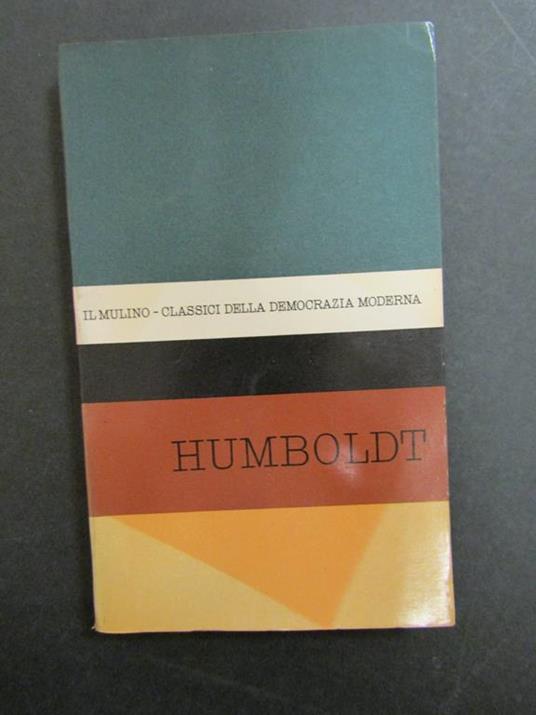 IL MULINO - CLASSICI DELLA DEMOCRAZIA MODERNA
HUMBOLDT